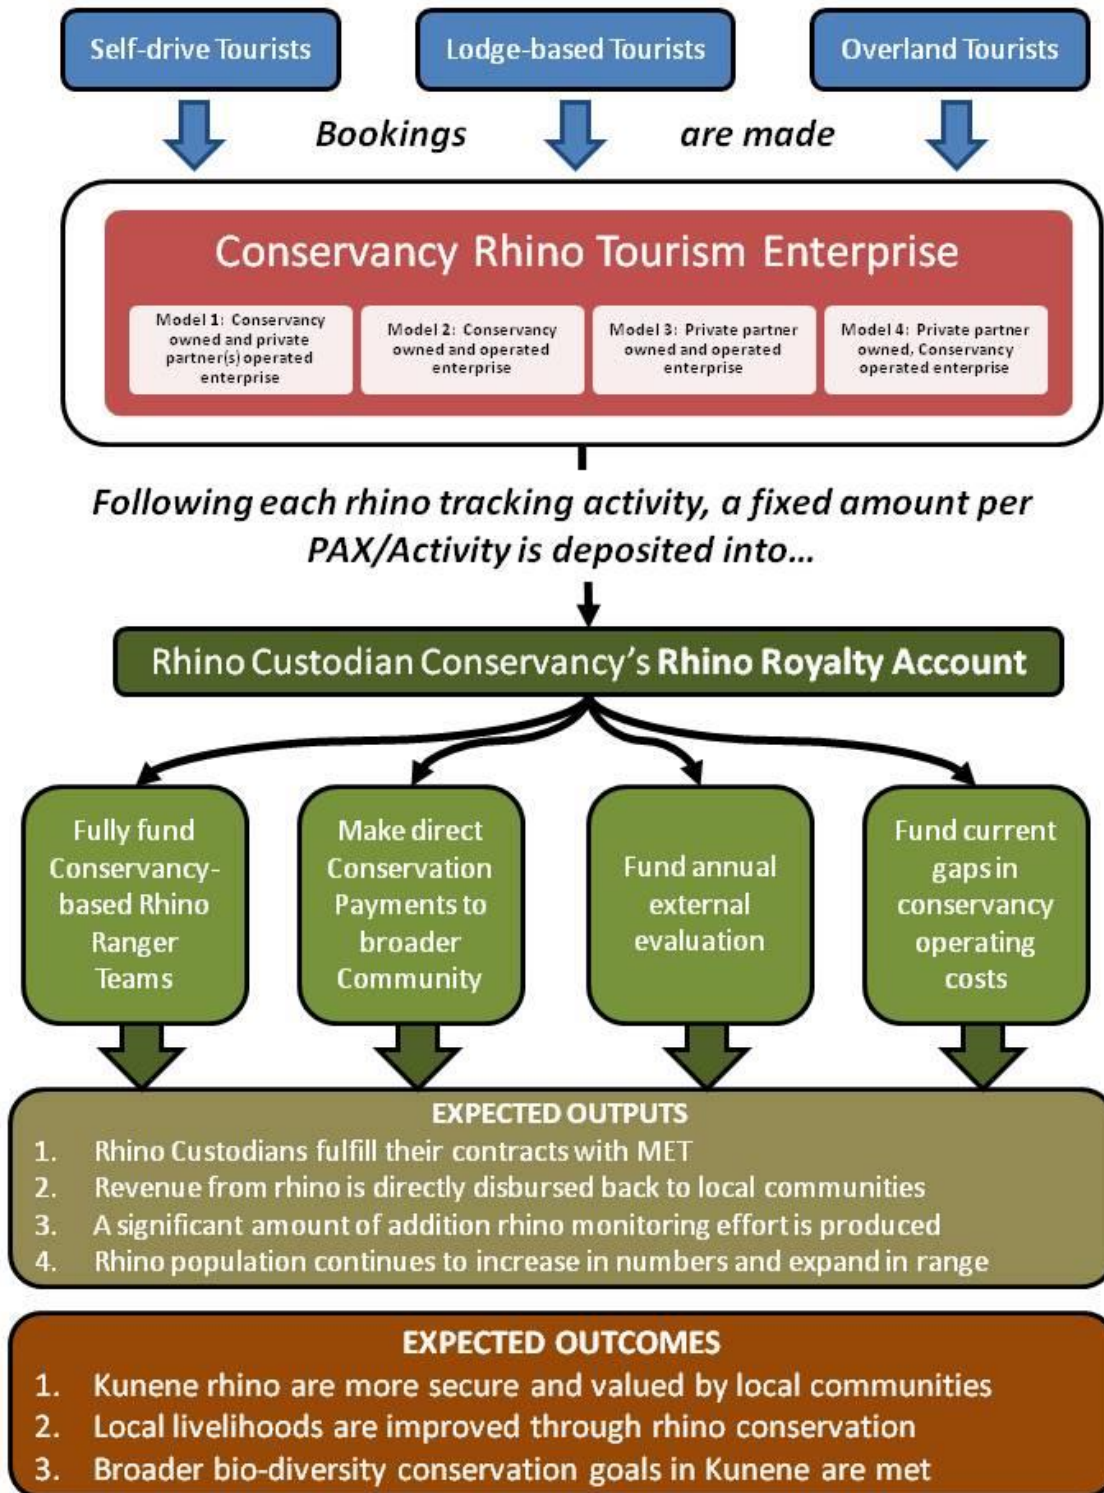 Self-drive Tourists
Lodge-based Tourists
Overland Tourists
Bookings are made
Conservancy Rhino Tourism Enterprise
Model 1: Conservancy
owned and private
partner(s) operated
enterprise
Model 2: Conservancy
owned and operated
enterprise
Model 3: Private partner
owned and operated
enterprise
Model 4: Private partner
owned, Conservancy
operated enterprise
Following each rhino tracking activity, a fixed amount per
PAX/Activity is deposited into...
Rhino Custodian Conservancy's Rhino Royalty Account
Fully fund
Conservancy-
based Rhino
Ranger
Teams
Make direct
Conservation
Payments to
broader
Community
Fund annual
external
evaluation
Fund current
gaps in
conservancy
operating
costs
EXPECTED OUTPUTS
1. Rhino Custodians fulfill their contracts with MET
2. Revenue from rhino is directly disbursed back to local communities
3. A significant amount of addition rhino monitoring effort is produced
4. Rhino population continues to increase in numbers and expand in range
EXPECTED OUTCOMES
1. Kunene rhino are more secure and valued by local communities
2. Local livelihoods are improved through rhino conservation
3. Broader bio-diversity conservation goals in Kunene are met